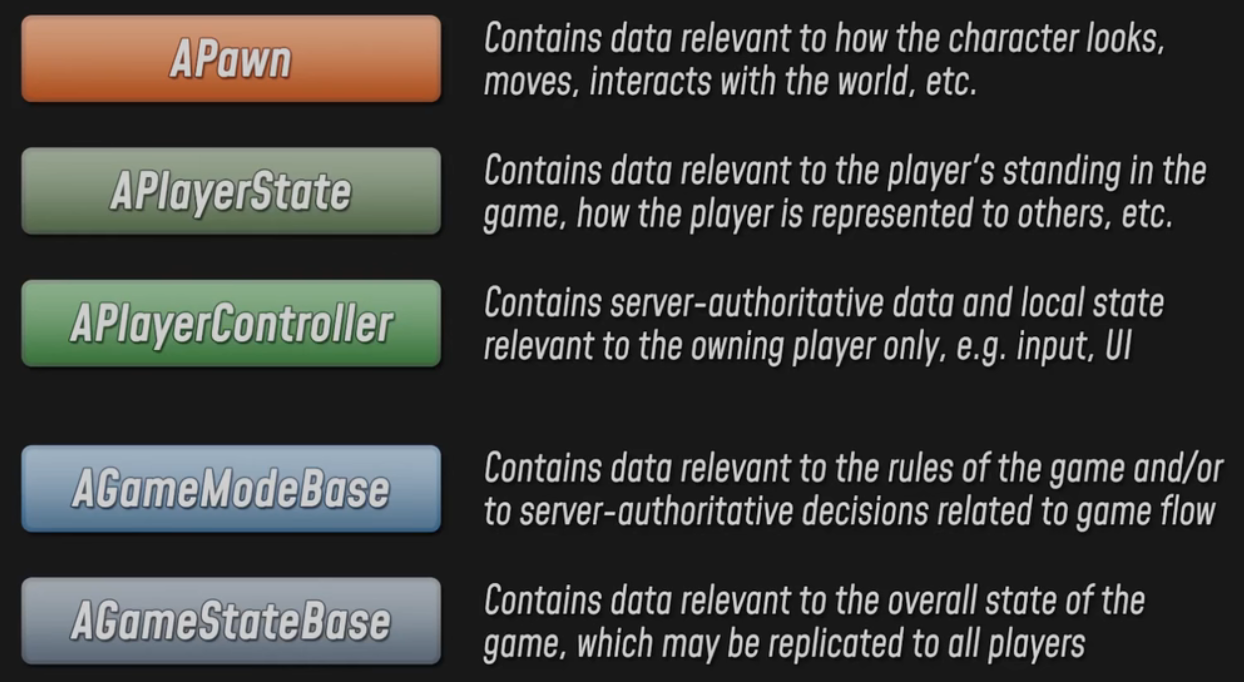 APawn
Contains data relevant to how the character looks,
moves, interacts with the world, etc.
APlayerState
Contains data relevant to the player's standing in the
game, how the player is represented to others, etc.
APlayerController
Contains server-authoritative data and local state
relevant to the owning player only, e.g. input, UI
AGameModeBase
Contains data relevant to the rules of the game and/or
to server-authoritative decisions related to game flow
AGameStateBase
Contains data relevant to the overall state of the
game, which may be replicated to all players